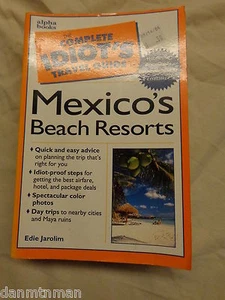 alpha
books
THE
COMPLETE
IDIOT'S
TRAVEL GUIDE
Mexico's
Beach Resorts
Quick and easy advice
on planning the trip that's
right for you
Idiot-proof steps for
getting the best airfare,
hotel, and package deals
Spectacular color
photos
Day trips to nearby cities
and Maya ruins
Edie Jarolim
danmtnman